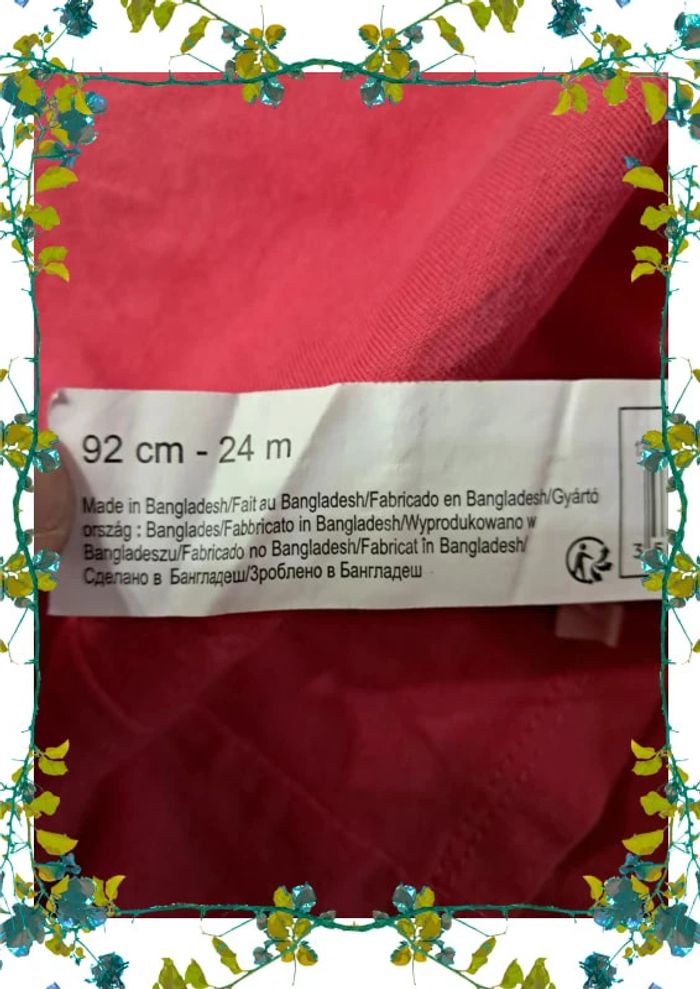 92 cm - 24 m
Made in Bangladesh/Fait au Bangladesh/Fabricado en Bangladesh/Gyártó
ország : Banglades/Fabbricato in Bangladesh/Wyprodukowano w
Bangladeszu/Fabricado no Bangladesh/Fabricat în Bangladesh/
Сделано в Бангладеш/Зроблено в Бангладеш